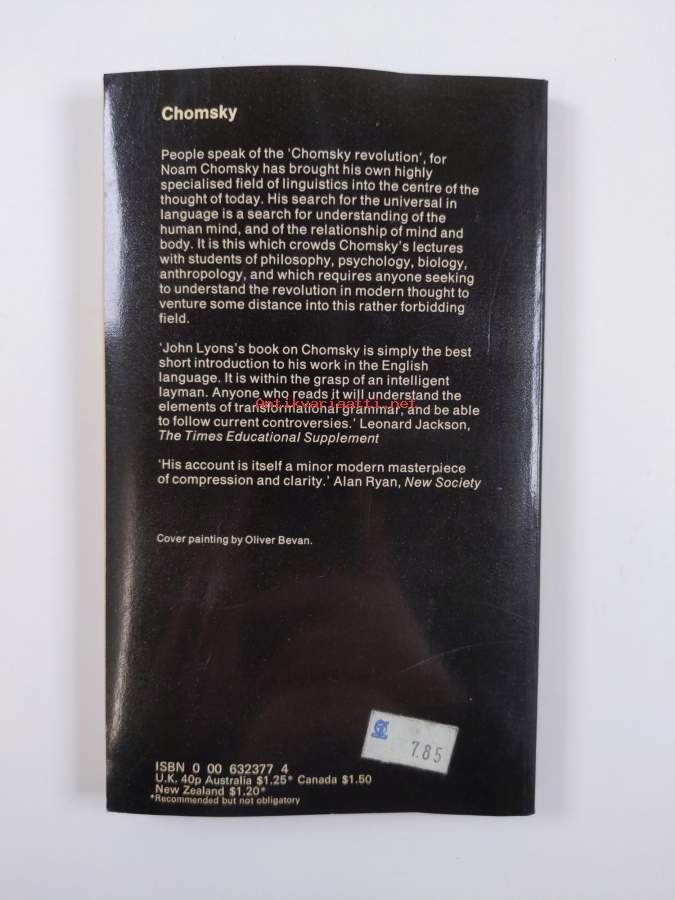 Chomsky
People speak of the 'Chomsky revolution', for
Noam Chomsky has brought his own highly
specialised field of linguistics into the centre of the
thought of today. His search for the universal in
language is a search for understanding of the
human mind, and of the relationship of mind and
body. It is this which crowds Chomsky's lectures
with students of philosophy, psychology, biology,
anthropology, and which requires anyone seeking
to understand the revolution in modern thought to
venture some distance into this rather forbidding
field.
'John Lyons's book on Chomsky is simply the best
short introduction to his work in the English
language. It is within the grasp of an intelligent
layman. Anyone who reads it will understand the
Antikvariaatti.net
elements of transformational grammar, and be able
to follow current controversies.' Leonard Jackson,
The Times Educational Supplement
'His account is itself a minor modern masterpiece
of compression and clarity.' Alan Ryan, New Society
Cover painting by Oliver Bevan.
7.85
ISBN 0 00 632377 4
U.K. 40p Australia $1.25* Canada $1.50
New Zealand $1.20*
*Recommended but not obligatory